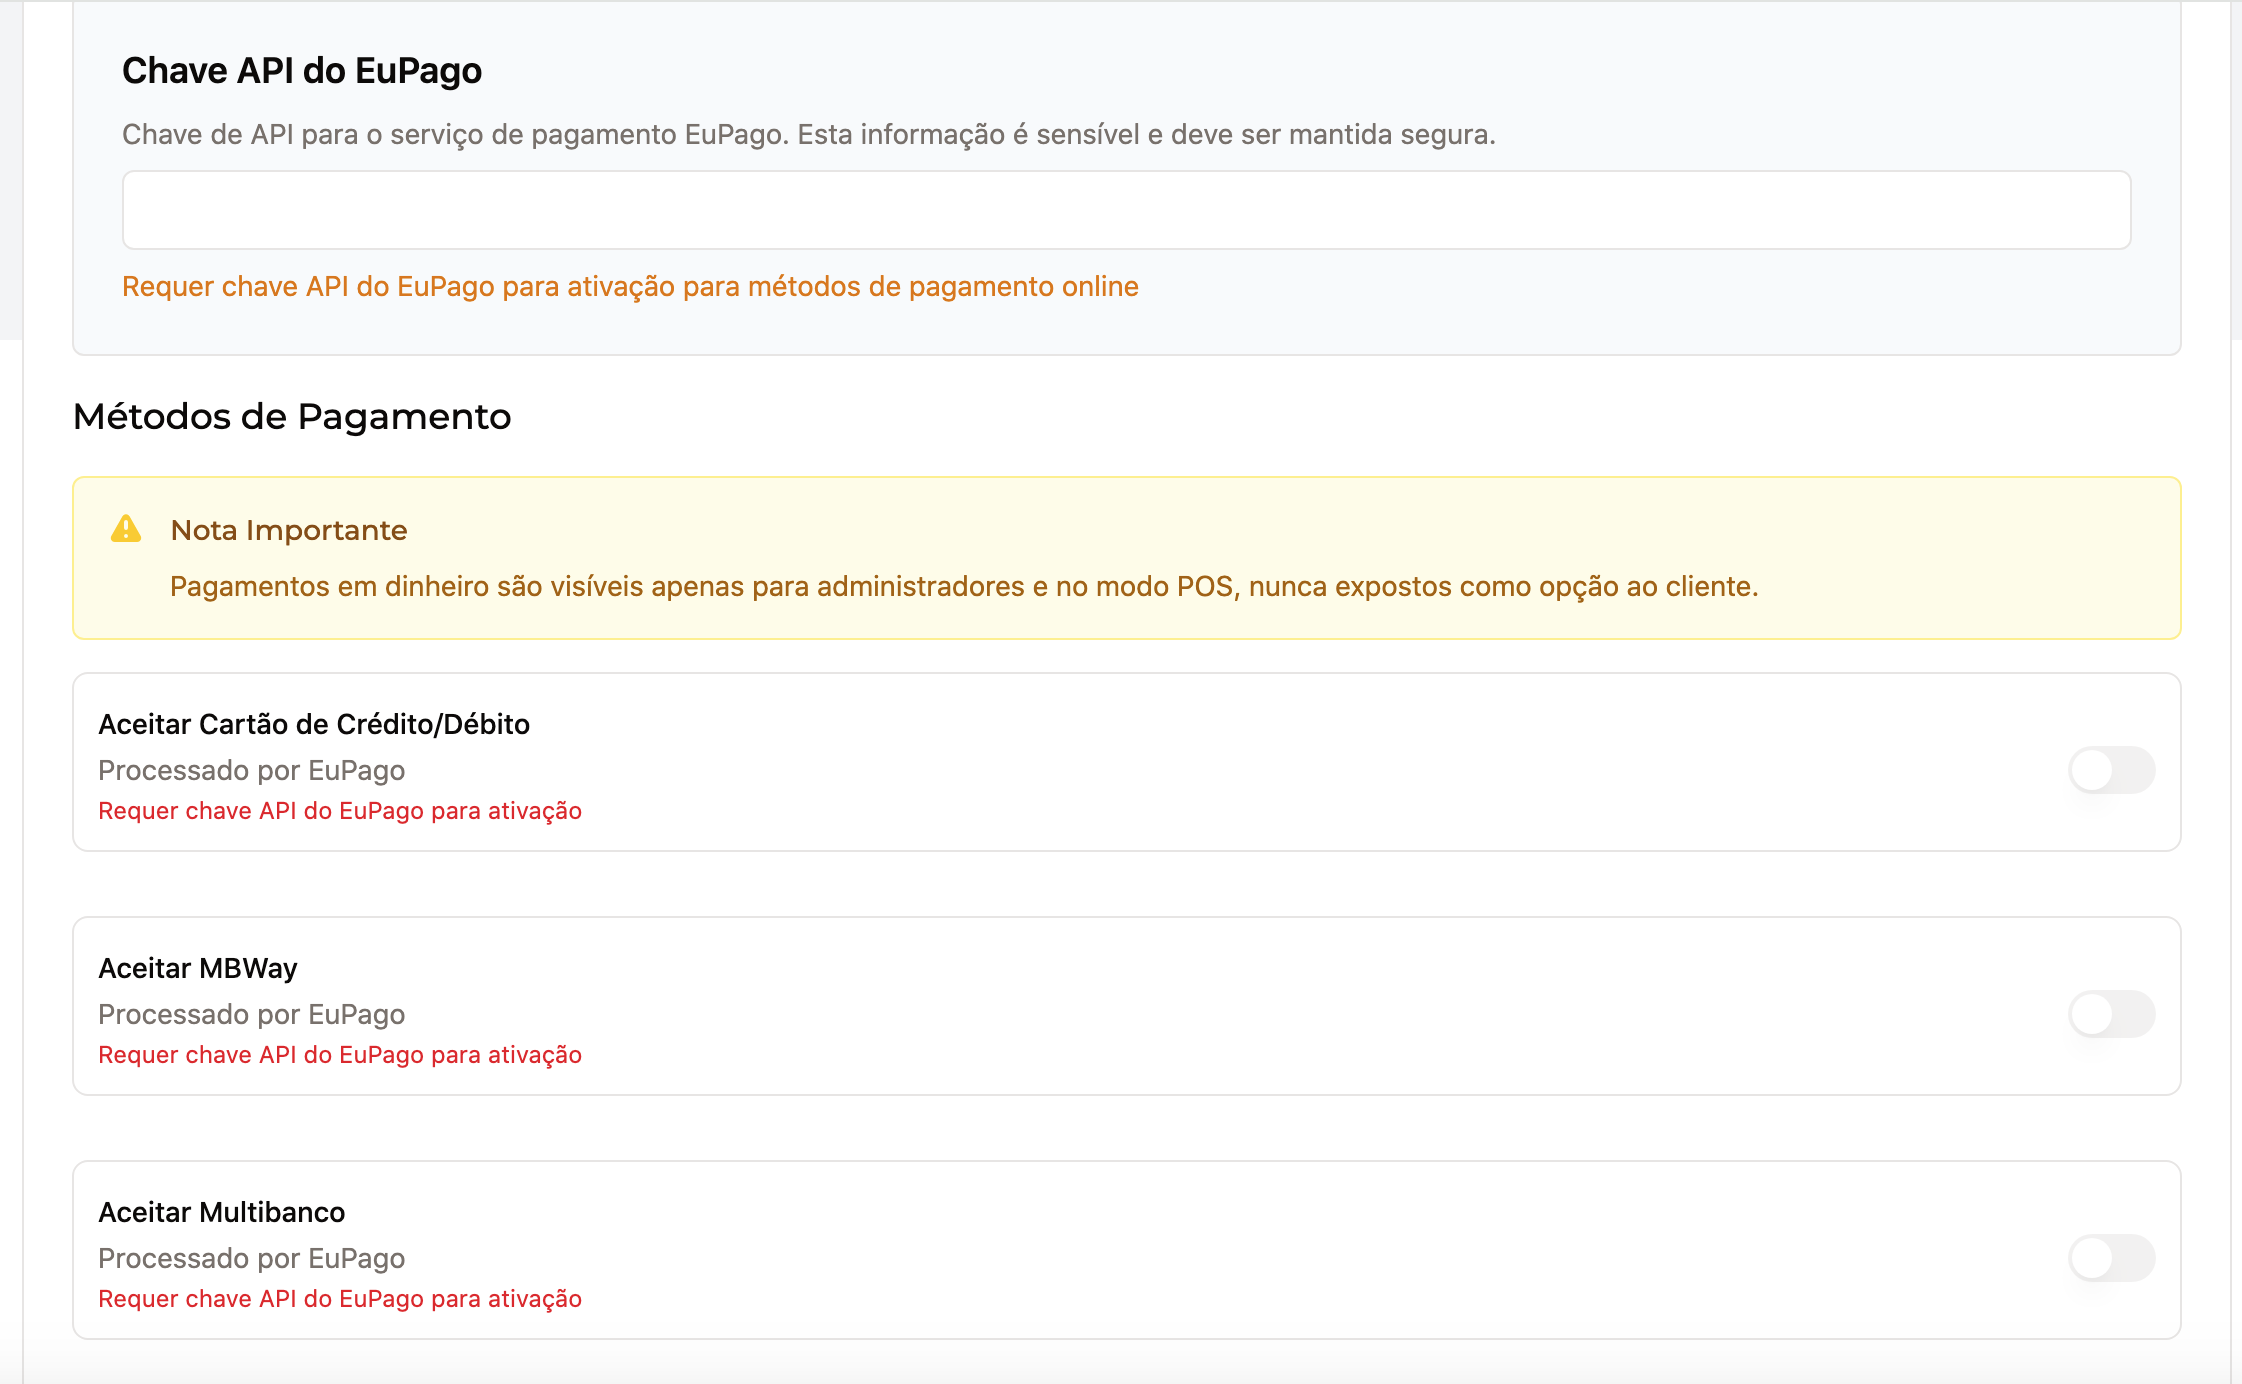 Chave API do EuPago
Chave de API para o serviço de pagamento EuPago. Esta informação é sensível e deve ser mantida segura.
Requer chave API do EuPago para ativação para métodos de pagamento online
Métodos de Pagamento
Nota Importante
Pagamentos em dinheiro são visíveis apenas para administradores e no modo POS, nunca expostos como opção ao cliente.
Aceitar Cartão de Crédito/Débito
Processado por EuPago
Requer chave API do EuPago para ativação
Aceitar MBWay
Processado por EuPago
Requer chave API do EuPago para ativação
Aceitar Multibanco
Processado por EuPago
Requer chave API do EuPago para ativação